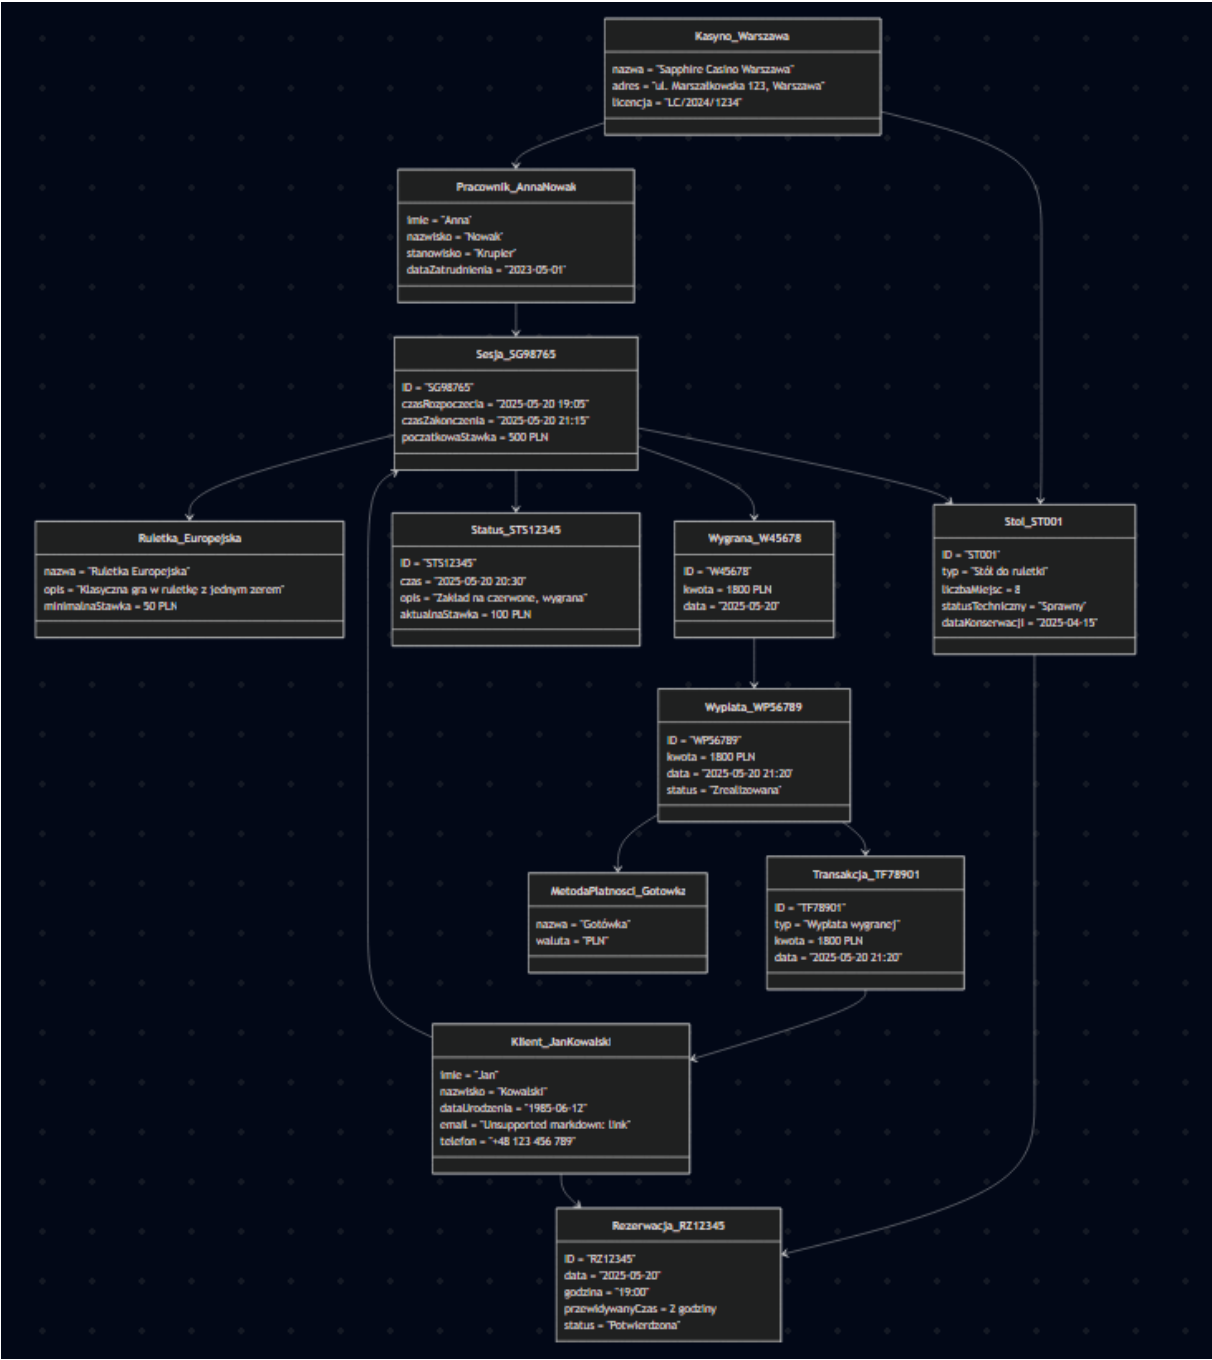 Kasyno_Warszawa
nazwa = "Sapphire Casino Warszawa"
adres = "ul. Marszałkowska 123, Warszawa"
licencja = "LC/2024/1234"
Pracownik_AnnaNowak
imie = "Anna"
nazwisko = "Nowak"
stanowisko = "Krupier"
dataZatrudnienia = "2023-05-01"
Sesja_SG98765
ID = "SG98765"
czasRozpoczecia = "2025-05-20 19:05"
czasZakonczenia = "2025-05-20 21:15"
poczatkowaStawka = 500 PLN
Ruletka_Europejska
nazwa = "Ruletka Europejska"
opis = "Klasyczna gra w ruletkę z jednym zerem"
minimalnaStawka = 50 PLN
Status_STS12345
ID = "STS12345"
czas = "2025-05-20 20:30"
opis = "Zakład na czerwone, wygrana"
aktualnaStawka = 100 PLN
Wygrana_W45678
ID = "W45678"
kwota = 1800 PLN
data = "2025-05-20"
Stol_ST001
ID = "ST001"
typ = "Stół do ruletki"
liczbaMiejsc = 8
statusTechniczny = "Sprawny"
dataKonserwacji = "2025-04-15"
Wyplata_WP56789
ID = "WP56789"
kwota = 1800 PLN
data = "2025-05-20 21:20"
status = "Zrealizowana"
MetodaPlatnosci_Gotowka
nazwa = "Gotówka"
waluta = "PLN"
Transakcja_TF78901
ID = "TF78901"
typ = "Wypłata wygranej"
kwota = 1800 PLN
data = "2025-05-20 21:20"
Klient_JanKowalski
imie = "Jan"
nazwisko = "Kowalski"
dataUrodzenia = "1985-06-12"
email = "Unsupported markdown: link"
telefon = "+48 123 456 789"
Rezerwacja_RZ12345
ID = "RZ12345"
data = "2025-05-20"
godzina = "19:00"
przewidywanyCzas = 2 godziny
status = "Potwierdzona"